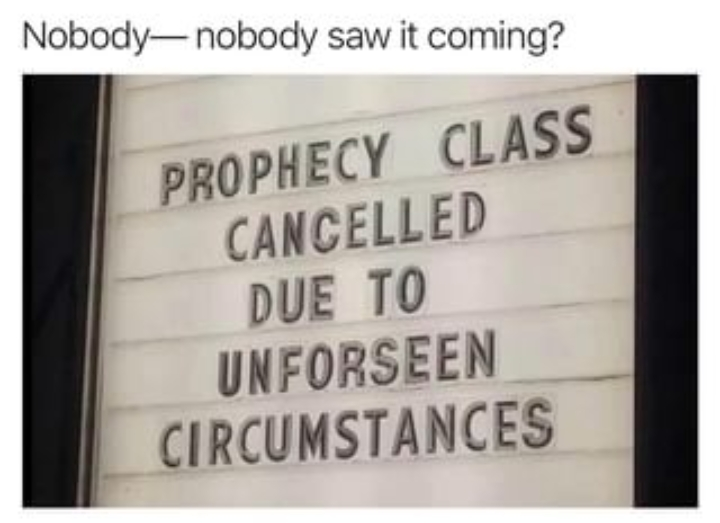 Nobody— nobody saw it coming?
PROPHECY CLASS
CANCELLED
DUE TO
UNFORSEEN
CIRCUMSTANCES